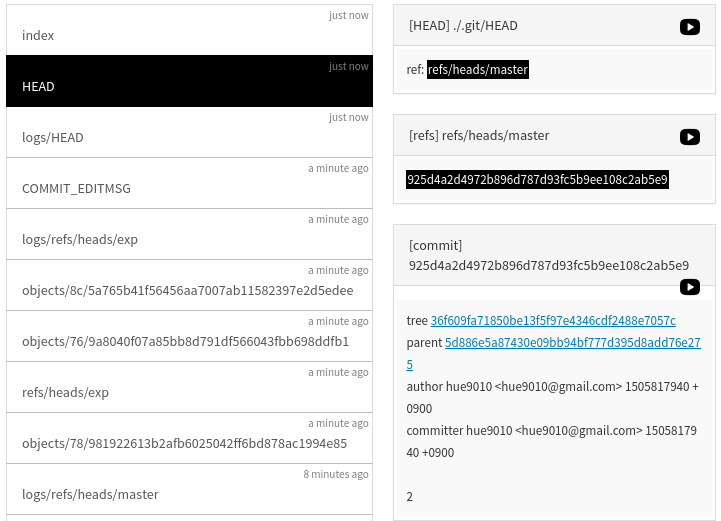 just now
index
just now
HEAD
just now
logs/HEAD
a minute ago
COMMIT_EDITMSG
a minute ago
logs/refs/heads/exp
a minute ago
objects/8c/5a765b41f56456aa7007ab11582397e2d5edee
a minute ago
objects/76/9a8040f07a85bb8d791df566043fbb698ddfb1
a minute ago
refs/heads/exp
a minute ago
objects/78/981922613b2afb6025042ff6bd878ac1994e85
8 minutes ago
logs/refs/heads/master
[HEAD] ./.git/HEAD
ref: refs/heads/master
[refs] refs/heads/master
925d4a2d4972b896d787d93fc5b9ee108c2ab5e9
[commit]
925d4a2d4972b896d787d93fc5b9ee108c2ab5e9
tree 36f609fa71850be13f5f97e4346cdf2488e7057c
parent 5d886e5a87430e09bb94bf777d395d8add76e27
5
author hue9010 <hue9010@gmail.com> 1505817940 +
0900
committer hue9010 <hue9010@gmail.com> 15058179
40 +0900
2